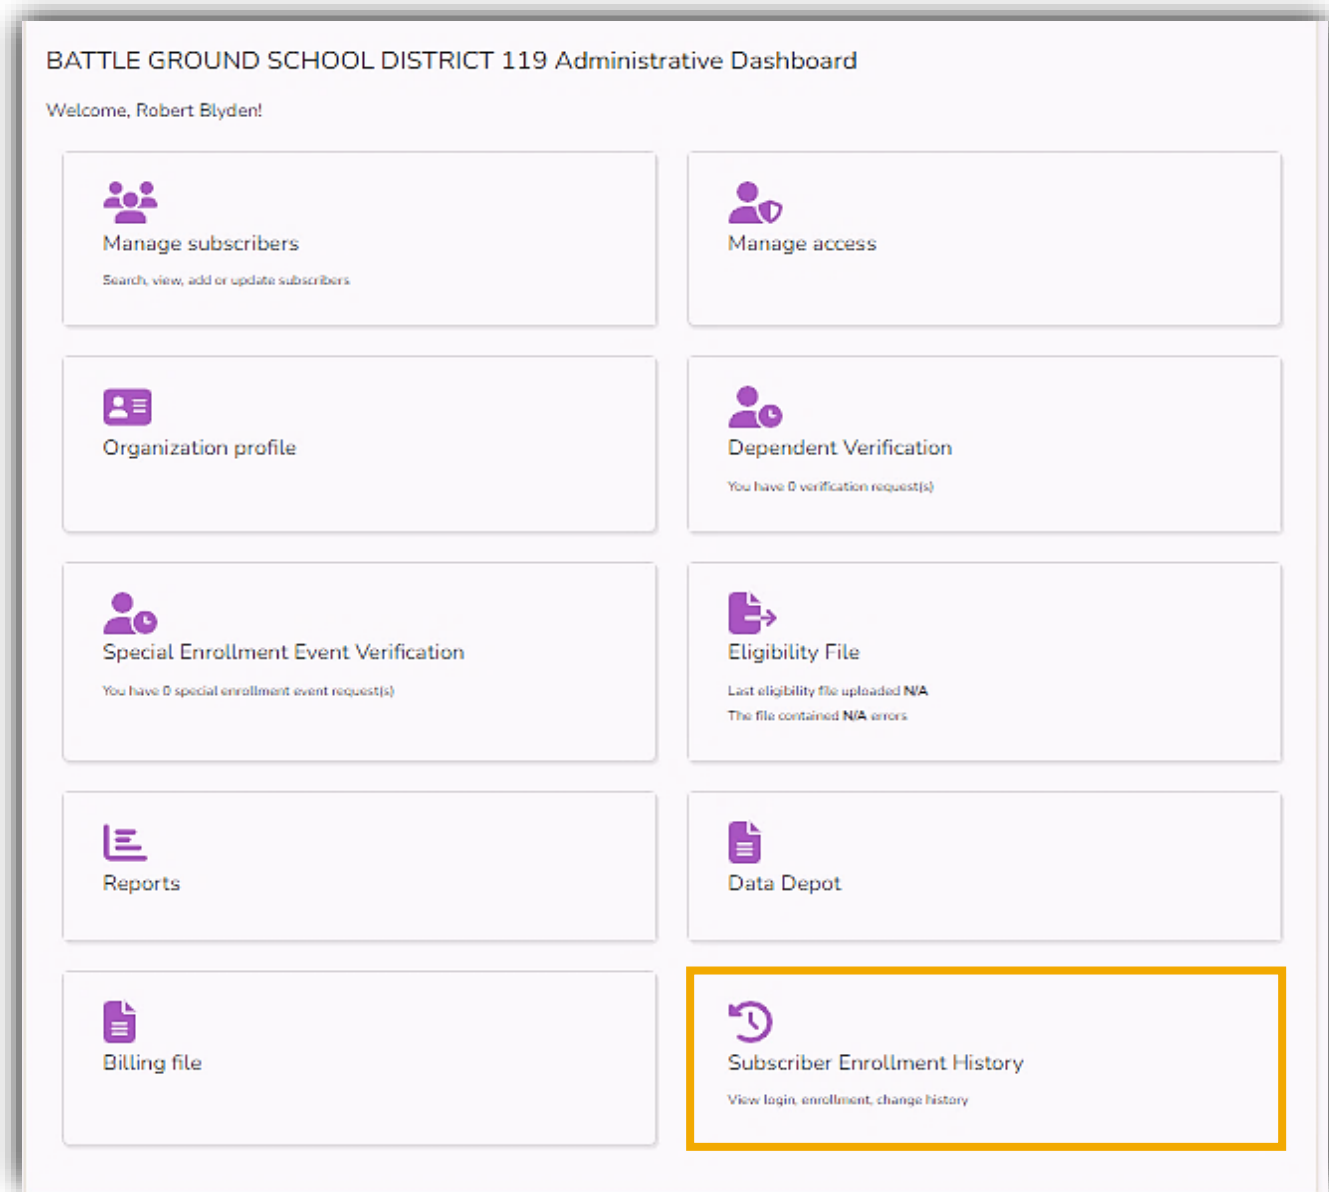 BATTLE GROUND SCHOOL DISTRICT 119 Administrative Dashboard
Welcome, Robert Blyden!
Manage subscribers
Search, view, add or update subscribers
Manage access
Organization profile
Dependent Verification
You have 0 verification request(s)
Special Enrollment Event Verification
You have 0 special enrollment event request(s)
Eligibility File
Last eligibility file uploaded N/A
The file contained N/A errors
Reports
Data Depot
Billing file
Subscriber Enrollment History
View login, enrollment, change history